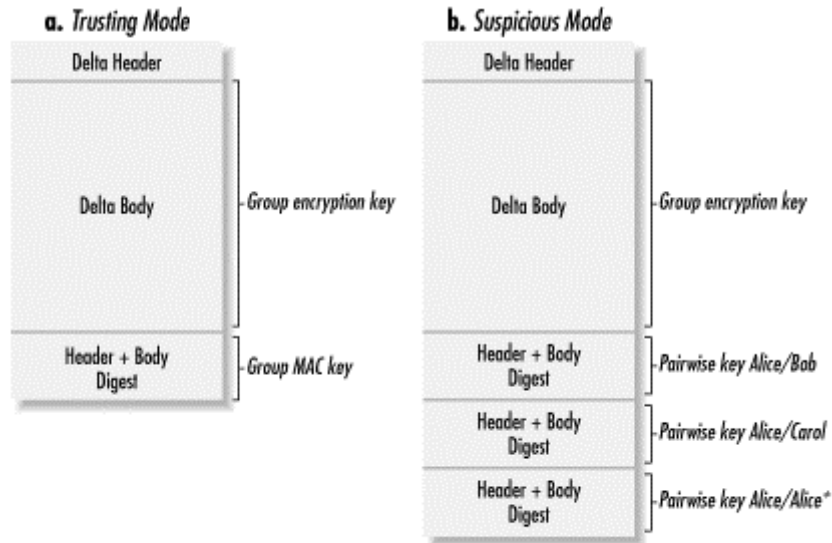 a. Trusting Mode
Delta Header
Delta Body
Group encryption key
Header + Body
Digest
Group MAC key
b. Suspicious Mode
Delta Header
Delta Body
Group encryption key
Header + Body
Digest
Pairwise key Alice/Bob
Header + Body
Digest
Pairwise key Alice/Carol
Header + Body
Digest
Pairwise key Alice/Alice*